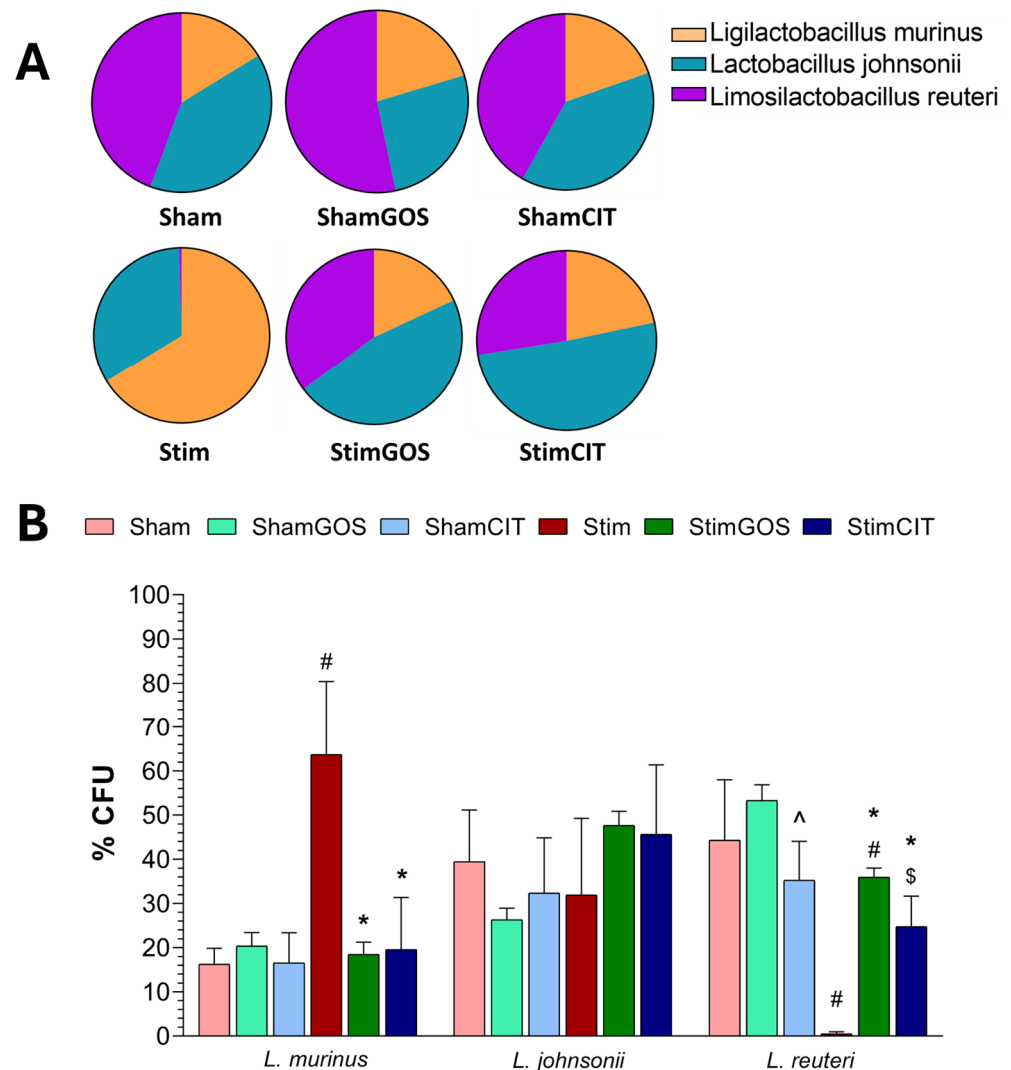 A
Ligilactobacillus murinus
Lactobacillus johnsonii
Limosilactobacillus reuteri
Sham ShamGOS ShamCIT
Stim StimGOS StimCIT
B
Sham ShamGOS ShamCIT Stim StimGOS StimCIT
% CFU
100
90
80
70
60
50
40
30
20
10
0
#
*
*
^
*
#
*
$
#
L. murinus L. johnsonii L. reuteri